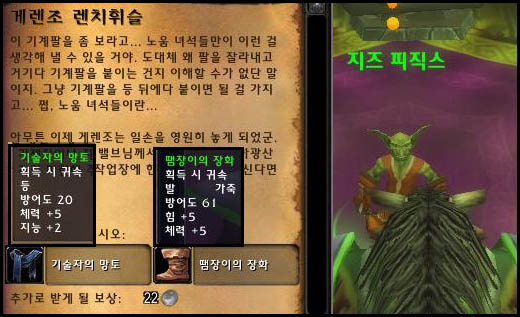 게렌조 렌치휘슬
이 기계팔을 좀 보라고... 노움 녀석들만이 이런 걸
생각해 낼 수 있을 거야. 도대체 왜 팔을 잘라내고
거기다 기계팔을 붙이는 건지 이해할 수가 없단 말
이지. 그냥 기계팔을 등 뒤에다 붙이면 될 걸 가지
고... 쩝, 노움 녀석들이란...
아무튼 이제 게렌조는 일손을 영원히 놓게 되었군.
밸브님께서
기술자의 망토
획득 시 귀속
등
방어도 20
체력 +5
지능 +2
땜장이의 장화
획득 시 귀속
발 가죽
방어도 61
힘 +5
체력 +5
시오:
기술자의 망토
땜장이의 장화
추가로 받게 될 보상: 22
지즈 피직스